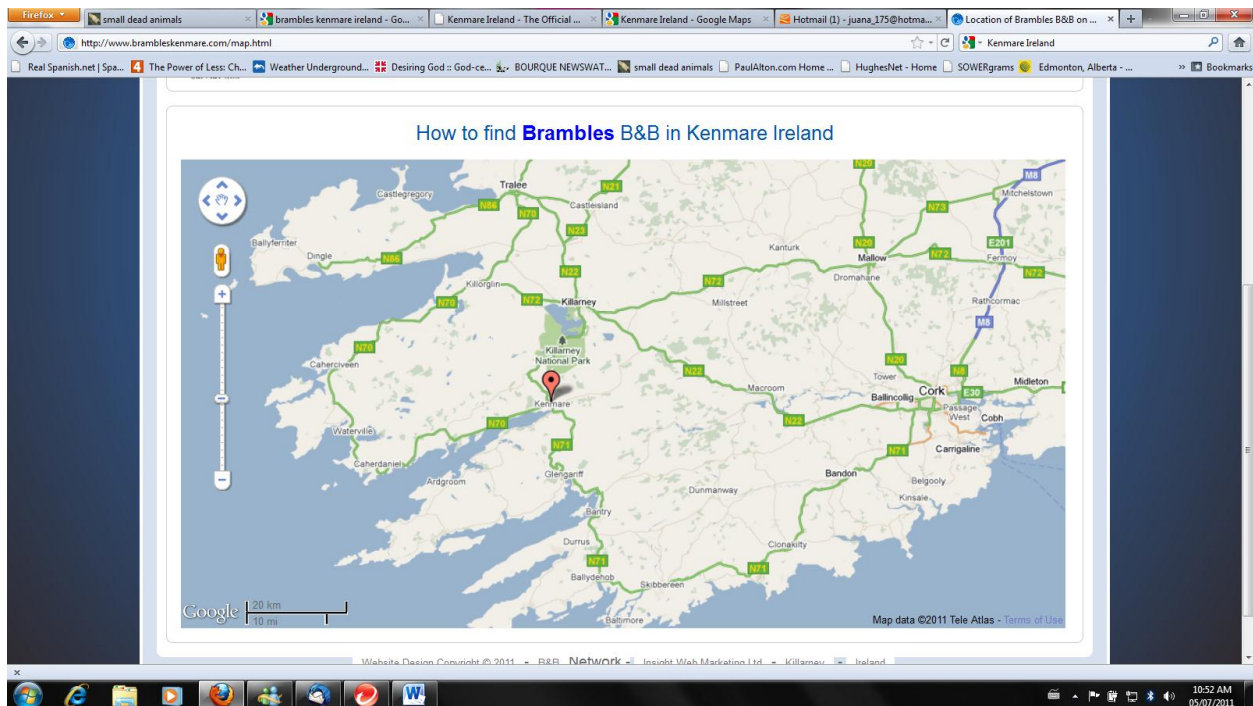 Firefox
small dead animals
brambles kenmare ireland - Go...
Kenmare Ireland - The Official ...
Kenmare Ireland - Google Maps
Hotmail (1) - juana_175@hotma...
Location of Brambles B&B on ...
http://www.brambleskenmare.com/map.html
Kenmare Ireland
Real Spanish.net | Spa...
The Power of Less: Ch...
Weather Underground...
Desiring God :: God-ce...
BOURQUE NEWSWAT...
small dead animals
PaulAlton.com Home ...
HughesNet - Home
SOWERgrams
Edmonton, Alberta - ...
Bookmarks
How to find Brambles B&B in Kenmare Ireland
Tralee
N21
N20
M8
Castlegregory
Mitchelstown
N86
N70
Castleisland
N73
N23
Ballyferriter
Kanturk
N20
E201
Dingle
N86
Mallow
N72
Fermoy
N22
Dromahane
N72
Killorglin
N72
N70
N72
Killarney
Millstreet
Rathcormac
M8
Killarney
National Park
N70
Caherciveen
N20
N22
Tower
N8
Macroom
Cork
E30
Midleton
Kenmare
Ballincollig
Passage
West
Cobh
N70
N22
Waterville
N71
Carrigaline
N71
Caherdaniel
Glengariff
Bandon
Ardgroom
Belgooly
Dunmanway
Kinsale
Bantry
Durrus
Clonakilty
N71
N71
Ballydehob
Skibbereen
Baltimore
Google
20 km
10 mi
Map data ©2011 Tele Atlas - Terms of Use
Website Design Copyright © 2011 - B&B Network - Insight Web Marketing Ltd - Killarney - Ireland
10:52 AM
05/07/2011